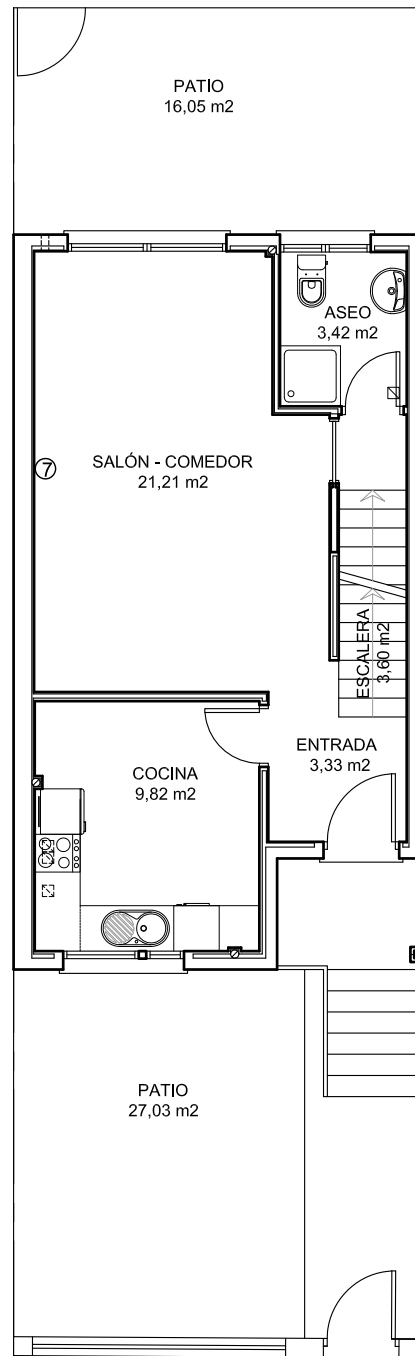 PATIO
16,05 m2
ASEO
3,42 m2
SALÓN - COMEDOR
21,21 m2
7
ESCALERA
3,60 m2
ENTRADA
3,33 m2
COCINA
9,82 m2
PATIO
27,03 m2